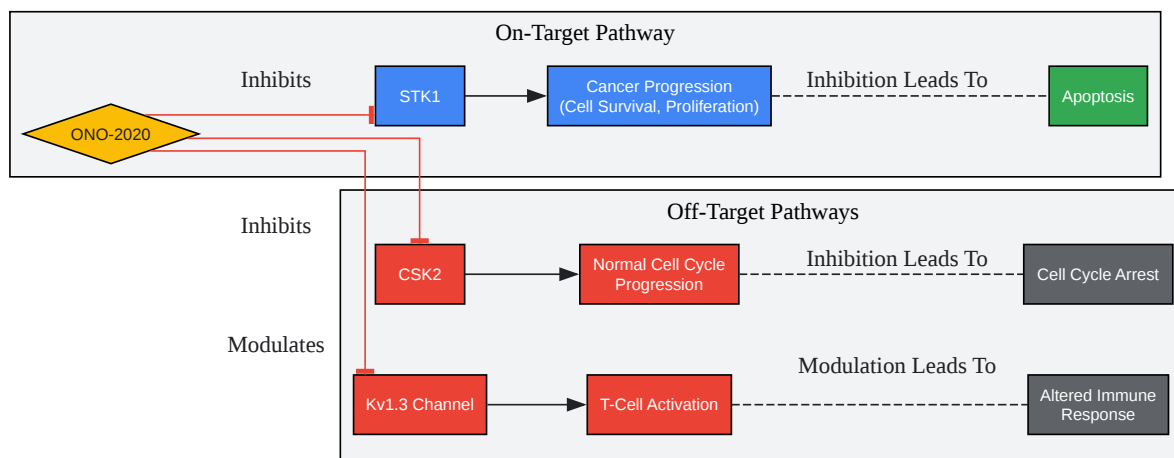 On-Target Pathway
Inhibits
STK1
Cancer Progression
(Cell Survival, Proliferation)
Inhibition Leads To
Apoptosis
ONO-2020
Off-Target Pathways
Inhibits
CSK2
Normal Cell Cycle
Progression
Inhibition Leads To
Cell Cycle Arrest
Modulates
Kv1.3 Channel
T-Cell Activation
Modulation Leads To
Altered Immune
Response